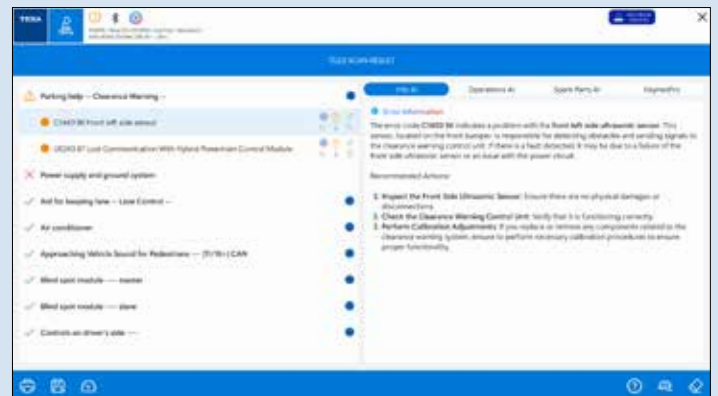 TEXA
TGS3 SCAN RESULT
Parking help -- Clearance Warning --
C1A03 96 Front left side sensor
U0293 87 Lost Communication With Hybrid Powertrain Control Module
Power supply and ground system
Aid for keeping lane -- Lane Control --
Air conditioner
Approaching Vehicle Sound for Pedestrians
CAN
Blind spot module ---- master
Blind spot module ---- slave
Controls on driver's side ----
Info AI
Operations AI
Spare Parts AI
Error Information
The error code
indicates a problem with the front left side ultrasonic sensor. This
sensor, located on the front bumper, is responsible for detecting obstacles and sending signals to
the clearance warning control unit. If there is a fault detected, it may be due to a failure of the
front side ultrasonic sensor or an issue with the power circuit.
Recommended Actions:
1. Inspect the Front Side Ultrasonic Sensor: Ensure there are no physical damages or
disconnections.
2. Check the Clearance Warning Control Unit: Verify that it is functioning correctly.
3. Perform Calibration Adjustments: If you replace or remove any components related to the
clearance warning system, ensure to perform necessary calibration procedures to ensure
proper functionality.